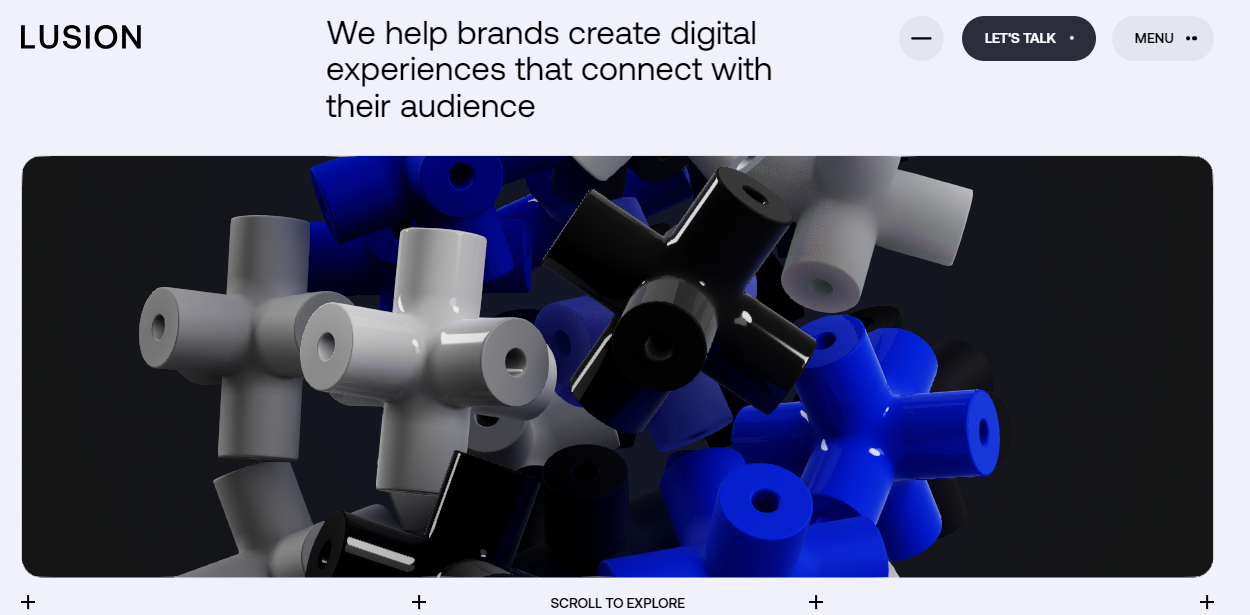 LUSION
We help brands create digital
experiences that connect with
their audience
LET'S TALK
MENU
SCROLL TO EXPLORE